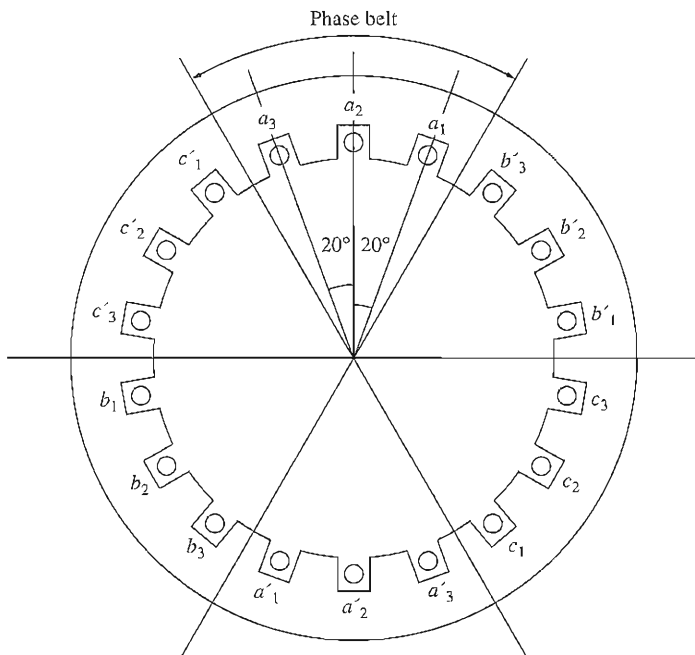 Phase belt
a₂
a₃
a₁
c´₁
b´₃
c´₂
b´₂
20°
20°
c´₃
b´₁
b₁
c₃
b₂
c₂
b₃
c₁
a´₁
a´₂
a´₃